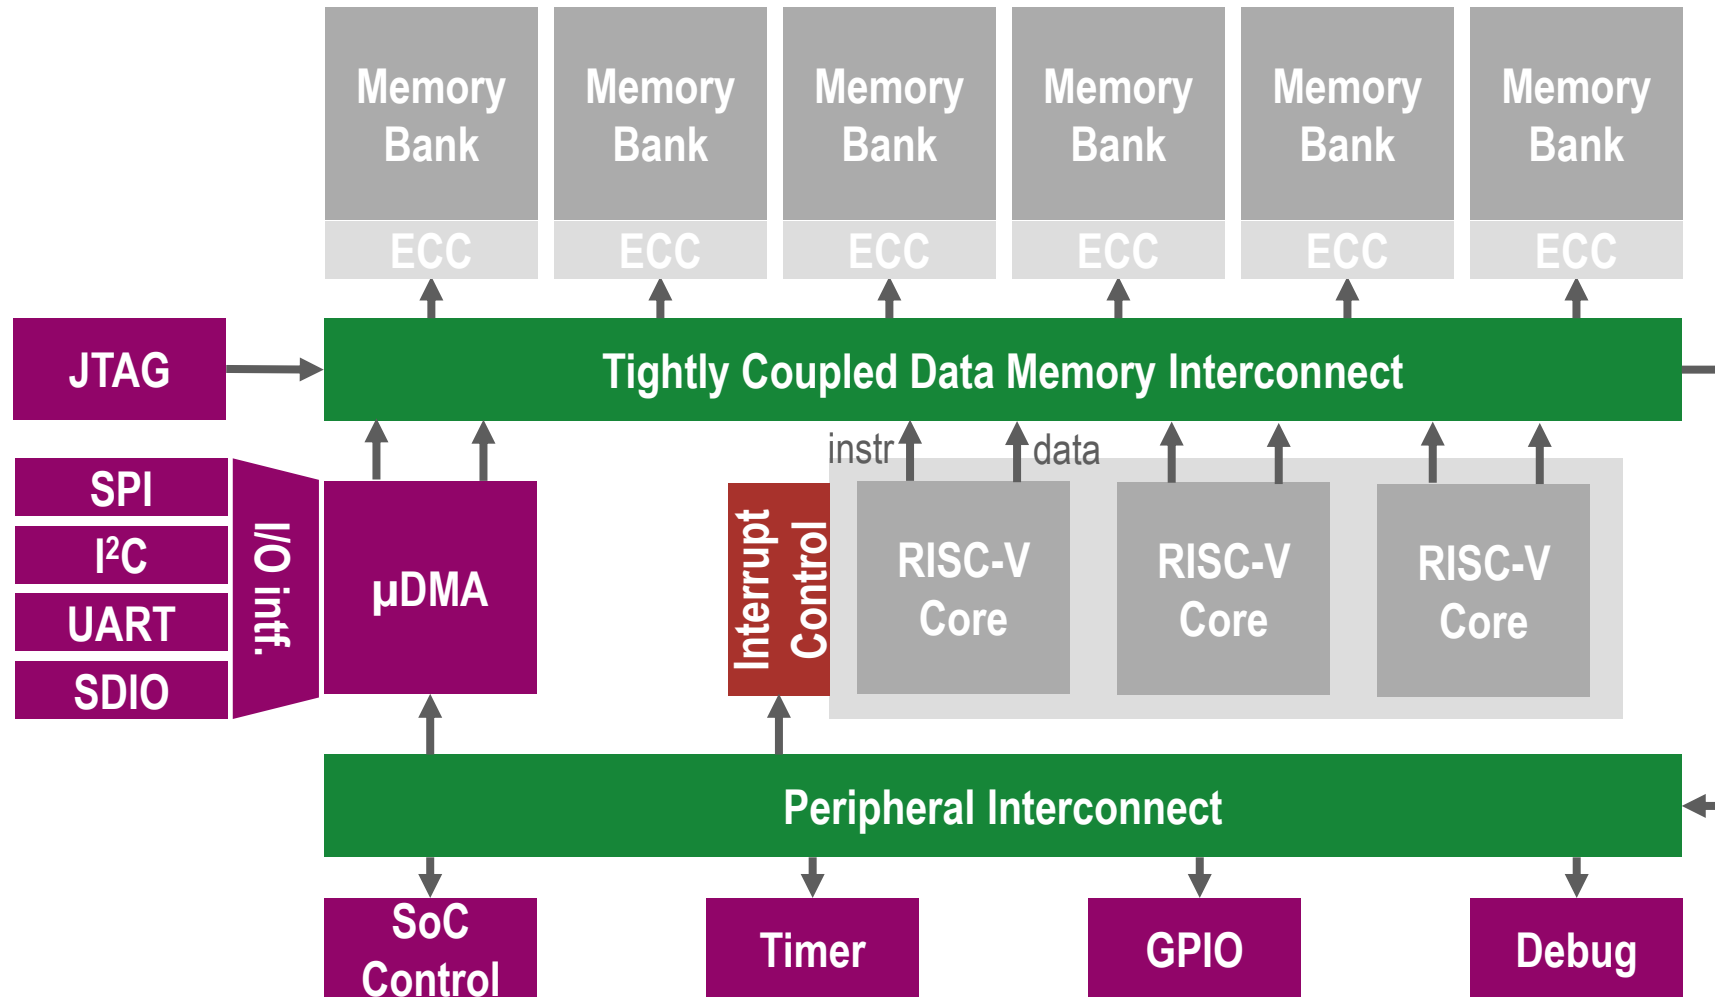 Memory
Bank
Memory
Bank
Memory
Bank
Memory
Bank
Memory
Bank
Memory
Bank
ECC
ECC
ECC
ECC
ECC
ECC
JTAG
Tightly Coupled Data Memory Interconnect
instr
data
SPI
I²C
UART
SDIO
I/O intf.
µDMA
Interrupt
Control
RISC-V
Core
RISC-V
Core
RISC-V
Core
Peripheral Interconnect
SoC
Control
Timer
GPIO
Debug